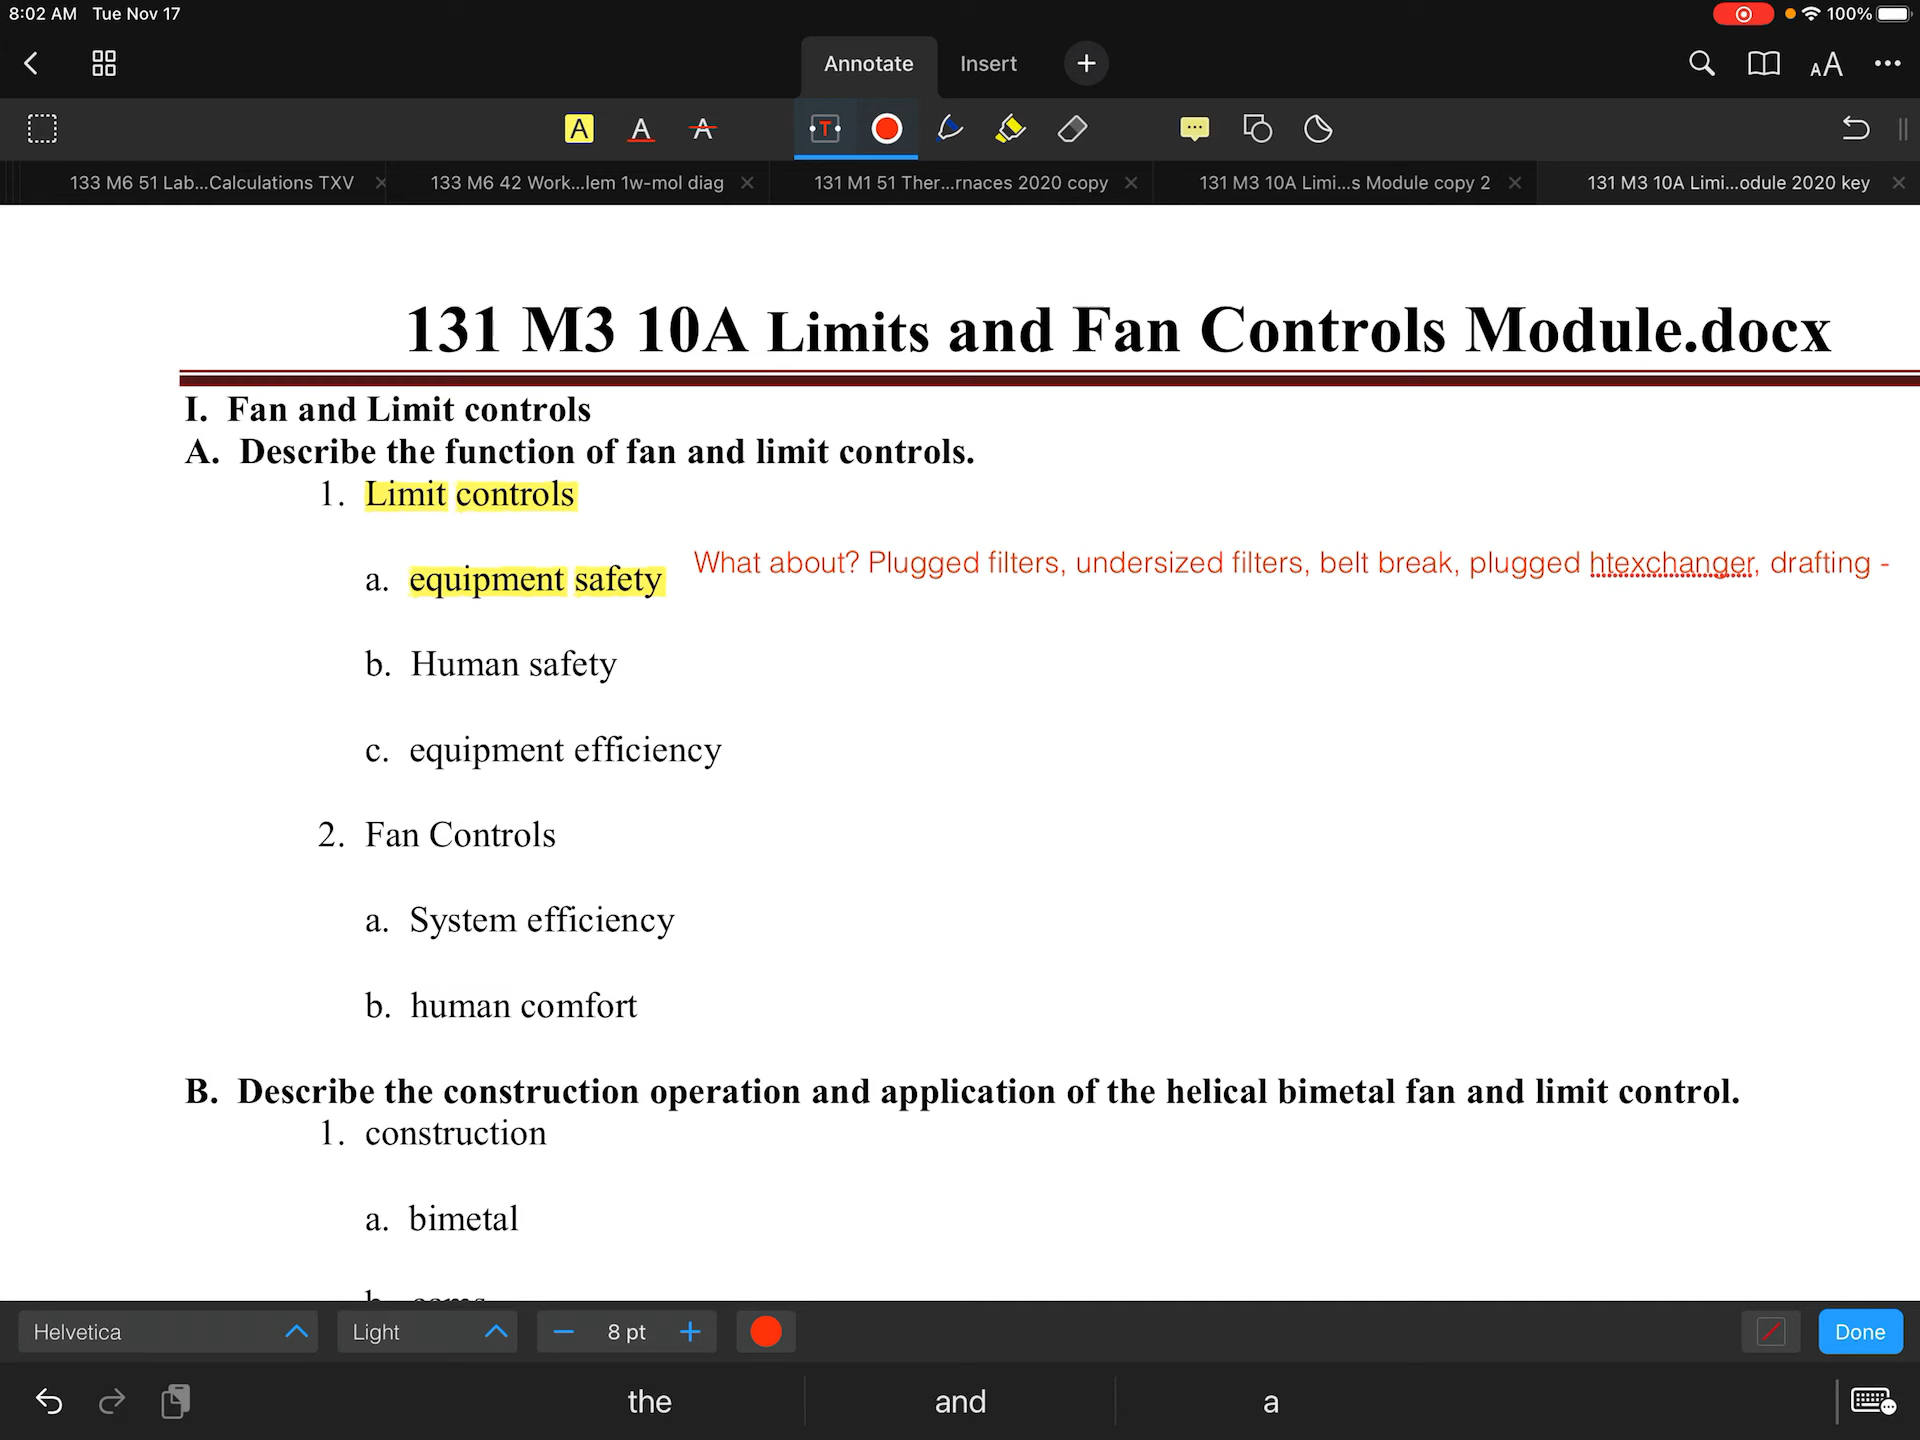 8:02 AM Tue Nov 17
100%
Annotate Insert
A A A T
AA
133 M6 51 Lab...Calculations TXV
133 M6 42 Work...lem 1w-mol diag
131 M1 51 Ther...rnaces 2020 copy
131 M3 10A Limi...s Module copy 2
131 M3 10A Limi...odule 2020 key
131 M3 10A Limits and Fan Controls Module.docx
I. Fan and Limit controls
A. Describe the function of fan and limit controls.
1. Limit controls
What about? Plugged filters, undersized filters, belt break, plugged htexchanger, drafting -
a. equipment safety
b. Human safety
c. equipment efficiency
2. Fan Controls
a. System efficiency
b. human comfort
B. Describe the construction operation and application of the helical bimetal fan and limit control.
1. construction
a. bimetal
Helvetica Light 8 pt Done
the and a